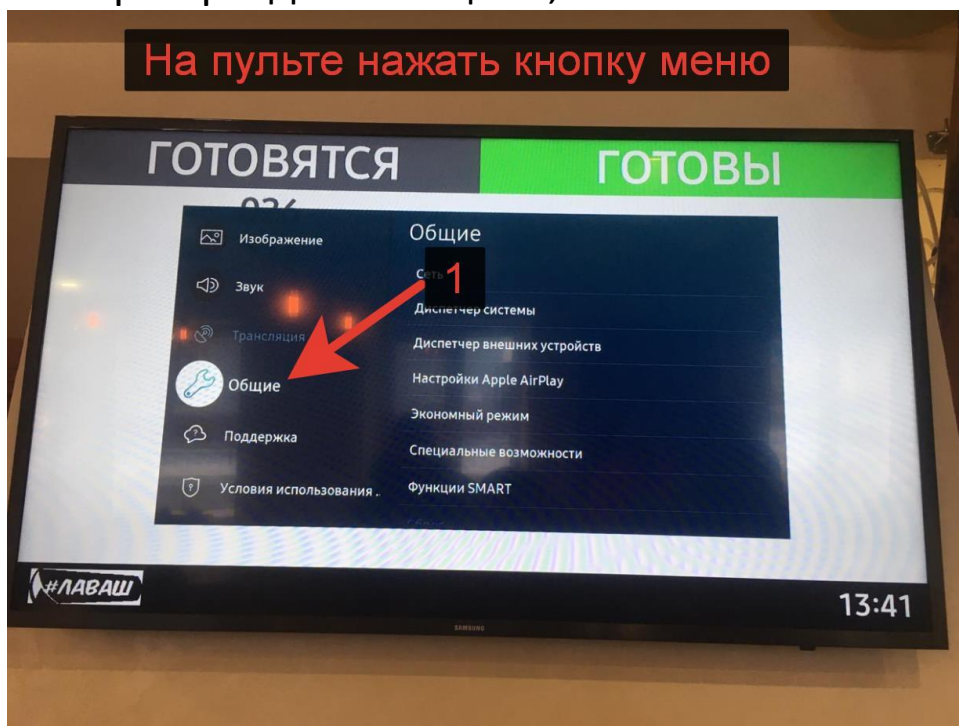 На пульте нажать кнопку меню
ГОТОВЯТСЯ
ГОТОВЫ
Изображение
Звук
Трансляция
Общие
Поддержка
Условия использования ..
Общие
Сеть
1
Диспетчер системы
Диспетчер внешних устройств
Настройки Apple AirPlay
Экономный режим
Специальные возможности
Функции SMART
#ЛАВАШ
13:41
SAMSUNG